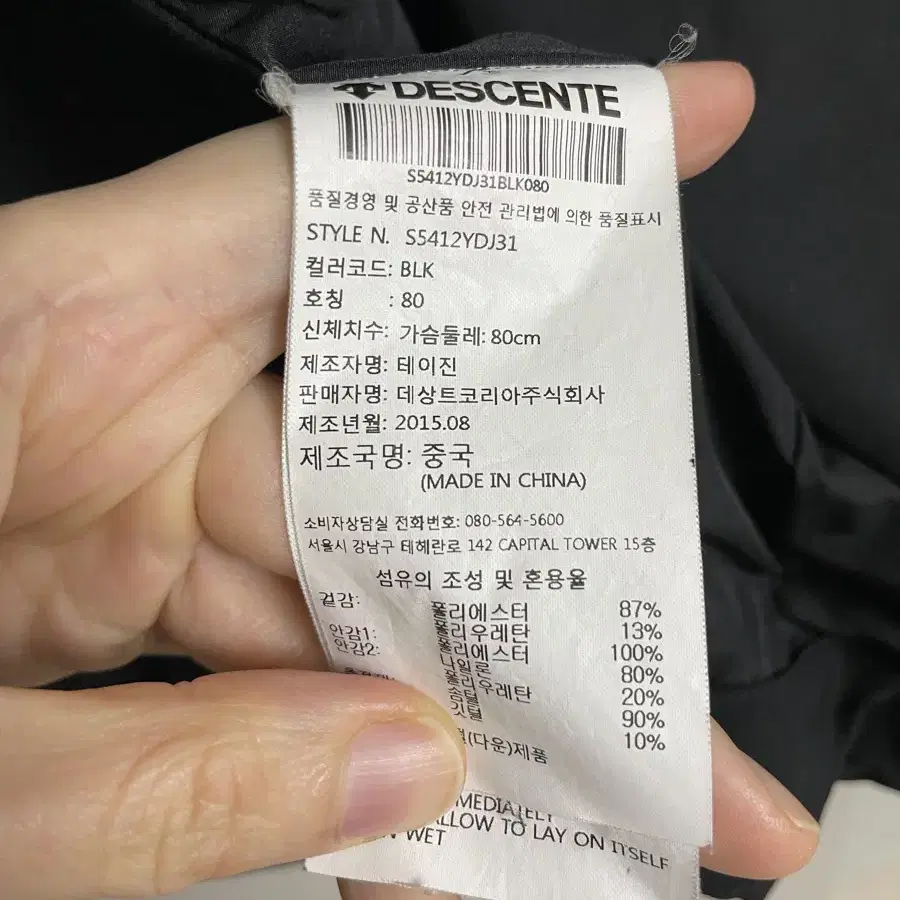 DESCENTE
S5412YDJ31BLK080
품질경영 및 공산품 안전 관리법에 의한 품질표시
STYLE N. S5412YDJ31
컬러코드: BLK
호칭 : 80
신체치수: 가슴둘레: 80cm
제조자명: 테이진
판매자명: 데상트코리아주식회사
제조년월: 2015.08
제조국명: 중국
(MADE IN CHINA)
소비자상담실 전화번호: 080-564-5600
서울시 강남구 테헤란로 142 CAPITAL TOWER 15층
섬유의 조성 및 혼용율
겉감: 폴리에스터 87%
폴리우레탄 13%
안감1: 폴리에스터 100%
안감2: 나일론 80%
폴리우레탄 20%
솜털 90%
깃털 10%
(다운)제품
ALLOW TO LAY ON ITSELF
WET